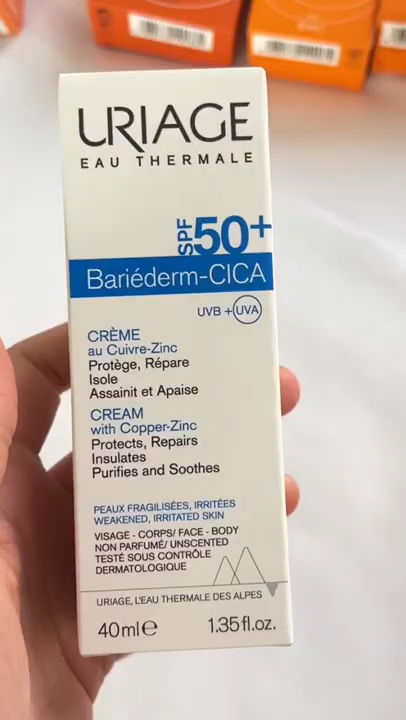 URIAGE
EAU THERMALE
SPF 50+
Bariéderm-CICA
UVB + UVA
CRÈME
au Cuivre-Zinc
Protège, Répare
Isole
Assainit et Apaise
CREAM
with Copper-Zinc
Protects, Repairs
Insulates
Purifies and Soothes
PEAUX FRAGILISÉES, IRRITÉES
WEAKENED, IRRITATED SKIN
VISAGE - CORPS/ FACE - BODY
NON PARFUMÉ/ UNSCENTED
TESTÉ SOUS CONTRÔLE
DERMATOLOGIQUE
URIAGE, L'EAU THERMALE DES ALPES
40ml e 1.35fl.oz.